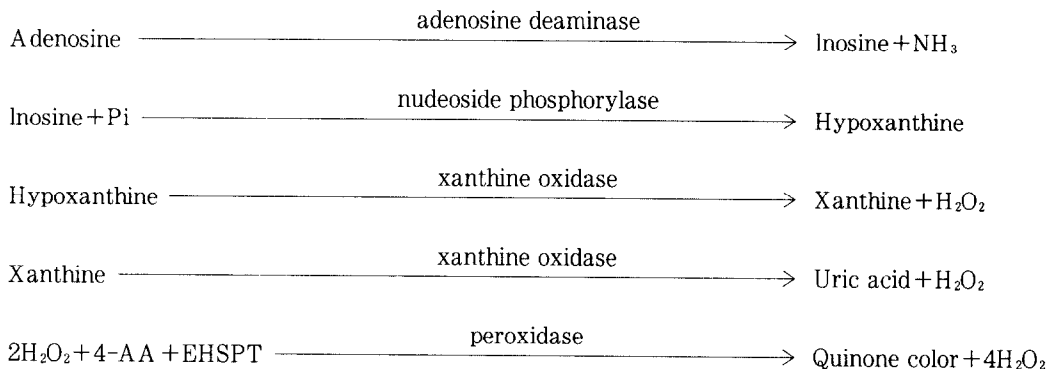 adenosine deaminase
Adenosine ⟶ Inosine+NH₃
nudeoside phosphorylase
Inosine+Pi ⟶ Hypoxanthine
xanthine oxidase
Hypoxanthine ⟶ Xanthine+H₂O₂
xanthine oxidase
Xanthine ⟶ Uric acid+H₂O₂
peroxidase
2H₂O₂+4-AA+EHSPT ⟶ Quinone color+4H₂O₂